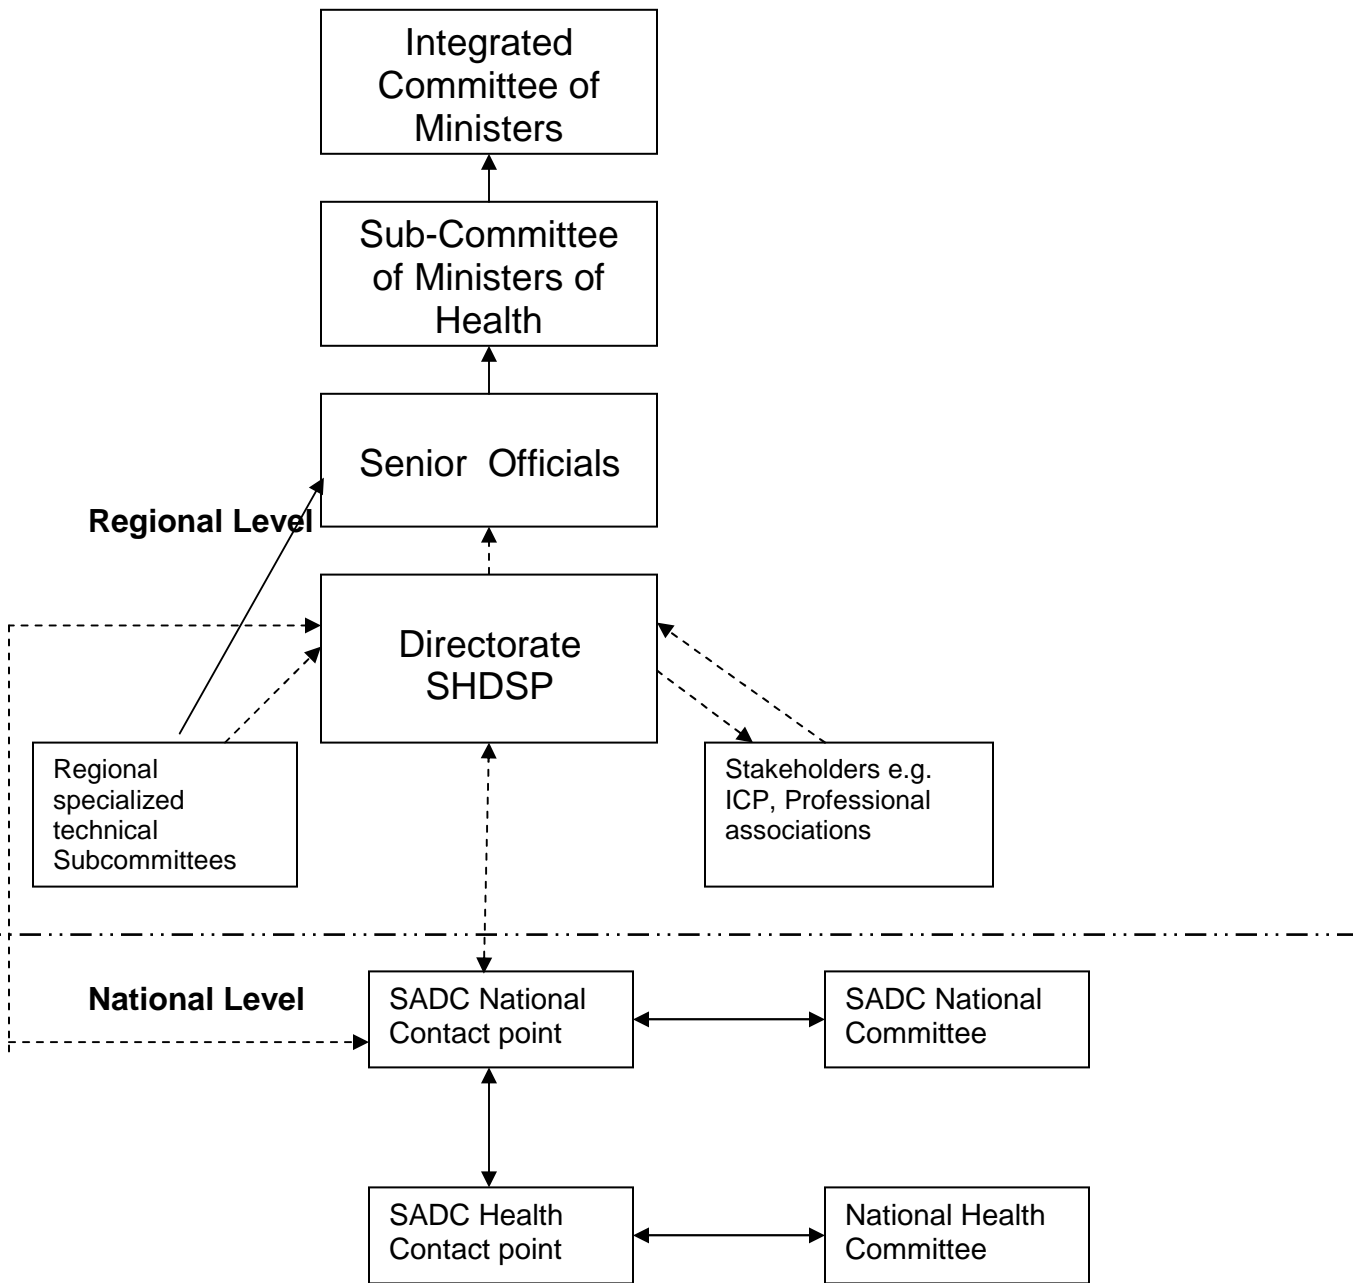 Integrated
Committee of
Ministers
Sub-Committee
of Ministers of
Health
Senior Officials
Regional Level
Directorate
SHDSP
Regional
specialized
technical
Subcommittees
Stakeholders e.g.
ICP, Professional
associations
National Level
SADC National
Contact point
SADC National
Committee
SADC Health
Contact point
National Health
Committee